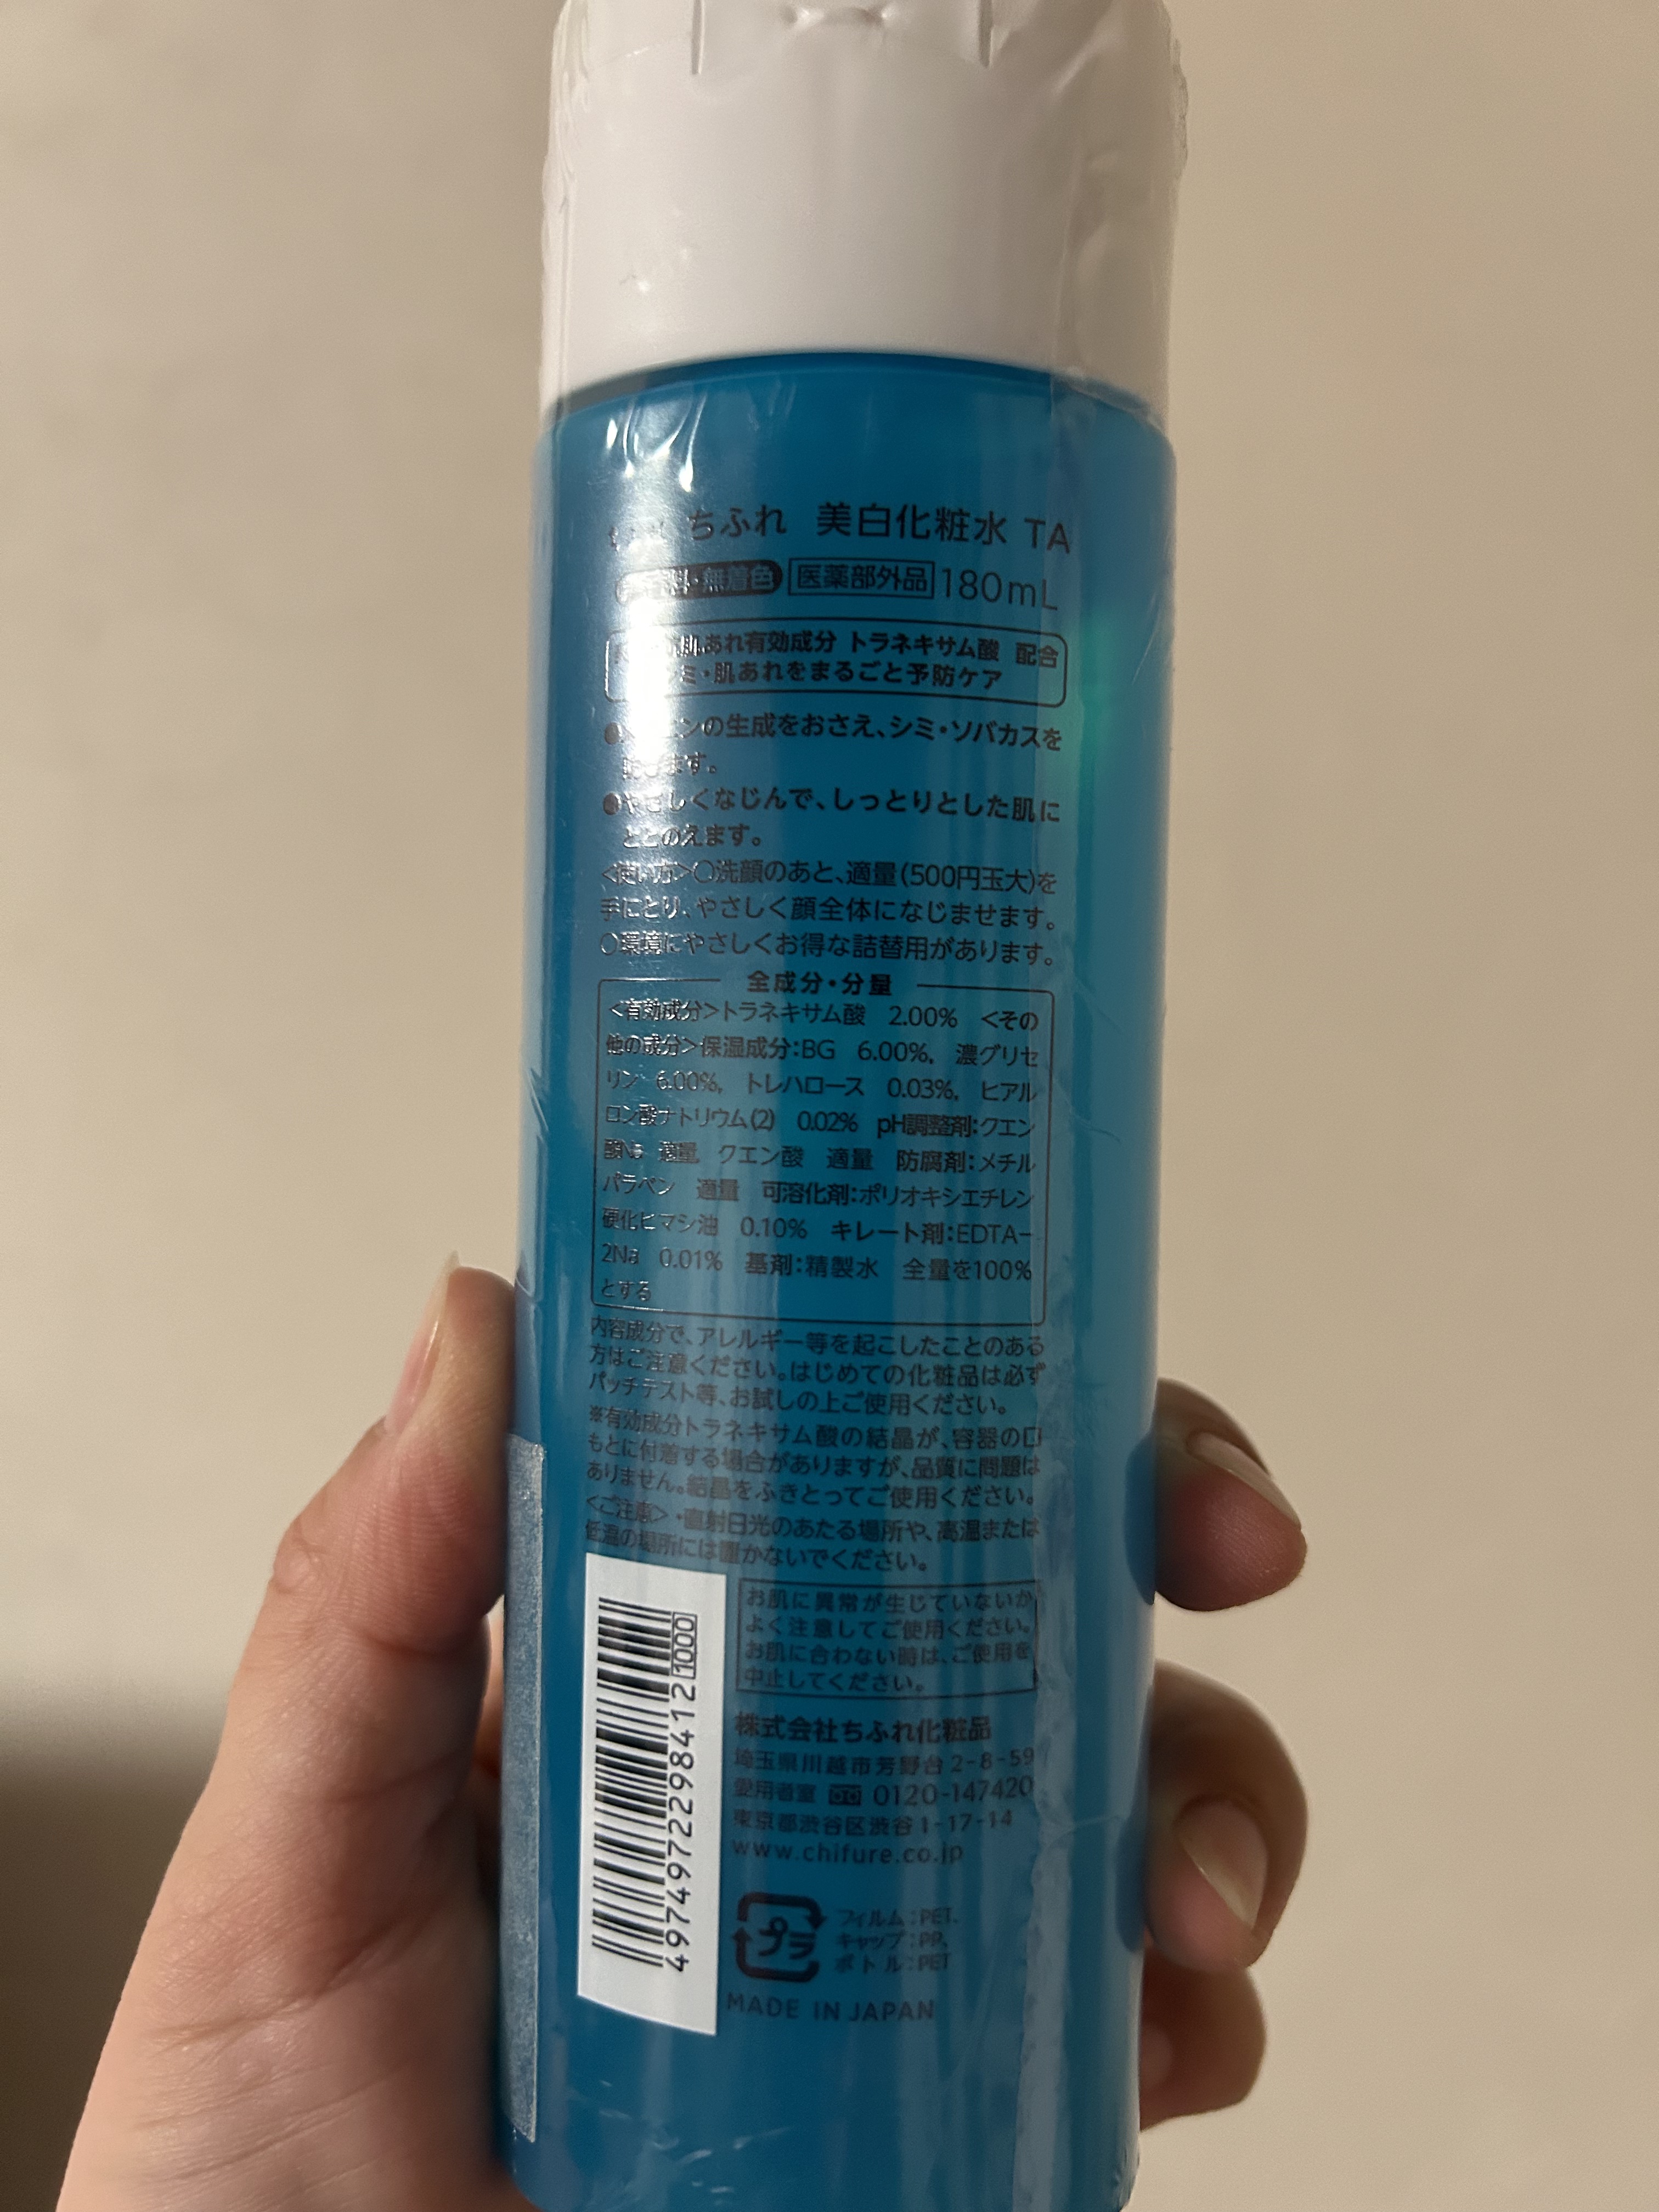 ちふれ 美白化粧水 TA
料・無着色 医薬部外品 180mL
肌あれ有効成分 トラネキサム酸 配合
シミ・肌あれをまるごと予防ケア
●メラニンの生成をおさえ、シミ・ソバカスを
防ぎます。
●やさしくなじんで、しっとりとした肌に
ととのえます。
<使い方>○洗顔のあと、適量(500円玉大)を
手にとり、やさしく顔全体になじませます。
○環境にやさしくお得な詰替用があります。
全成分・分量
<有効成分>トラネキサム酸 2.00% <その
他の成分>保湿成分:BG 6.00%, 濃グリセ
リン 6.00%, トレハロース 0.03%, ヒアル
ロン酸ナトリウム(2) 0.02% pH調整剤:クエン
酸Na 適量, クエン酸 適量 防腐剤:メチル
パラベン 適量 可溶化剤:ポリオキシエチレン
硬化ヒマシ油 0.10% キレート剤:EDTA−
2Na 0.01% 基剤:精製水 全量を100%
とする
内容成分で、アレルギー等を起こしたことのある
方はご注意ください。はじめての化粧品は必ず
パッチテスト等、お試しの上ご使用ください。
※有効成分トラネキサム酸の結晶が、容器の口
もとに付着する場合がありますが、品質に問題は
ありません。結晶をふきとってご使用ください。
<ご注意>・直射日光のあたる場所や、高温または
低温の場所には置かないでください。
お肌に異常が生じていないか
よく注意してご使用ください。
お肌に合わない時は、ご使用を
中止してください。
株式会社ちふれ化粧品
埼玉県川越市芳野台2-8-59
愛用者室 0120-147420
東京都渋谷区渋谷1-17-14
www.chifure.co.jp
プラ
フィルム:PET、
キャップ:PP、
ボトル:PET
MADE IN JAPAN
4974972298412 1000